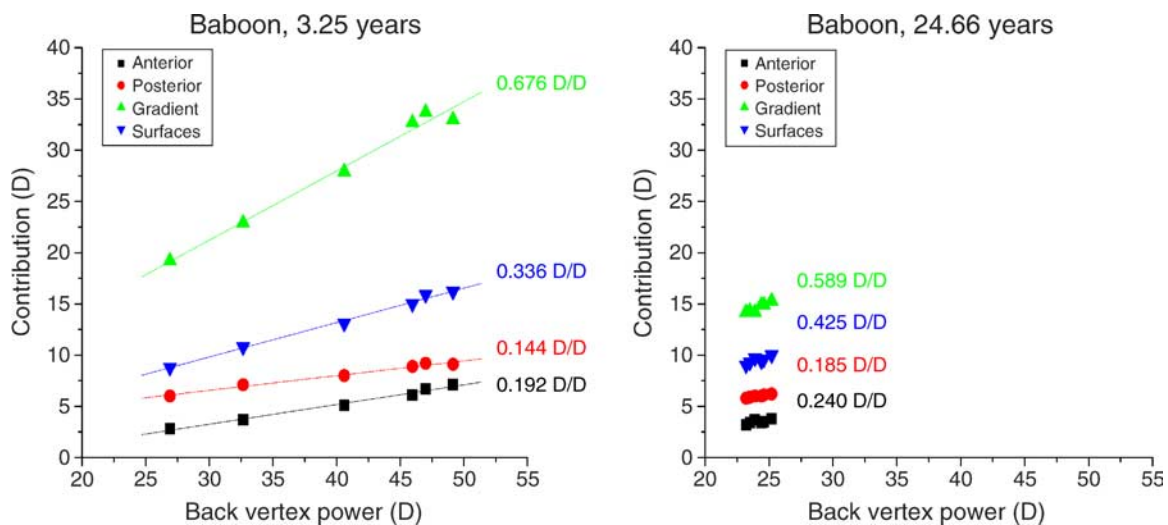 Baboon, 3.25 years
40
35
30
25
20
15
10
5
0
Contribution (D)
Anterior
Posterior
Gradient
Surfaces
0.676 D/D
0.336 D/D
0.144 D/D
0.192 D/D
20 25 30 35 40 45 50 55
Back vertex power (D)
Baboon, 24.66 years
40
35
30
25
20
15
10
5
0
Contribution (D)
Anterior
Posterior
Gradient
Surfaces
0.589 D/D
0.425 D/D
0.185 D/D
0.240 D/D
20 25 30 35 40 45 50 55
Back vertex power (D)